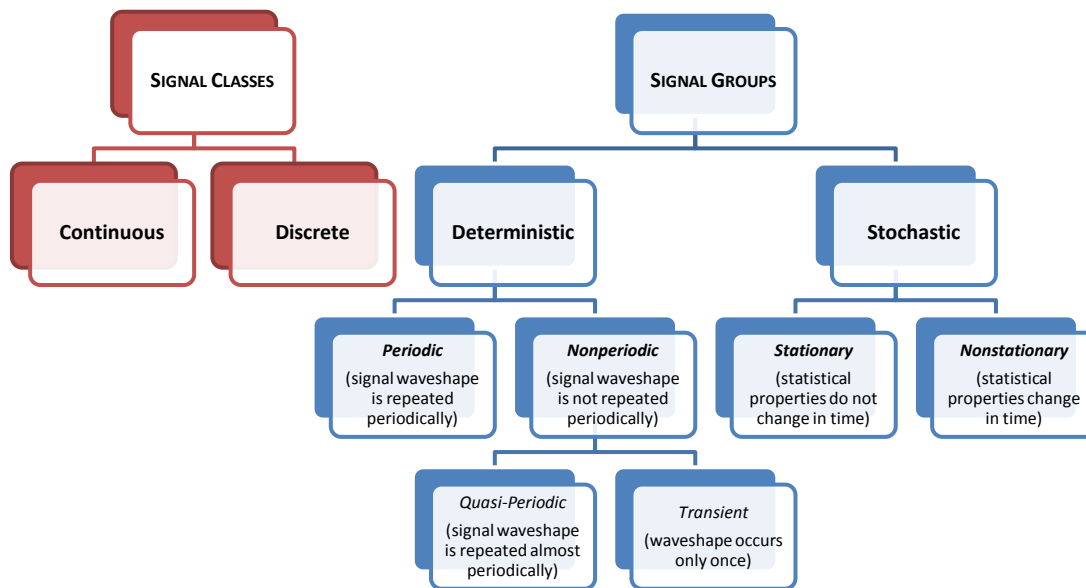 SIGNAL CLASSES
SIGNAL GROUPS
Continuous
Discrete
Deterministic
Stochastic
Periodic
(signal waveshape
is repeated
periodically)
Nonperiodic
(signal waveshape
is not repeated
periodically)
Stationary
(statistical
properties do not
change in time)
Nonstationary
(statistical
properties change
in time)
Quasi-Periodic
(signal waveshape
is repeated almost
periodically)
Transient
(waveshape occurs
only once)